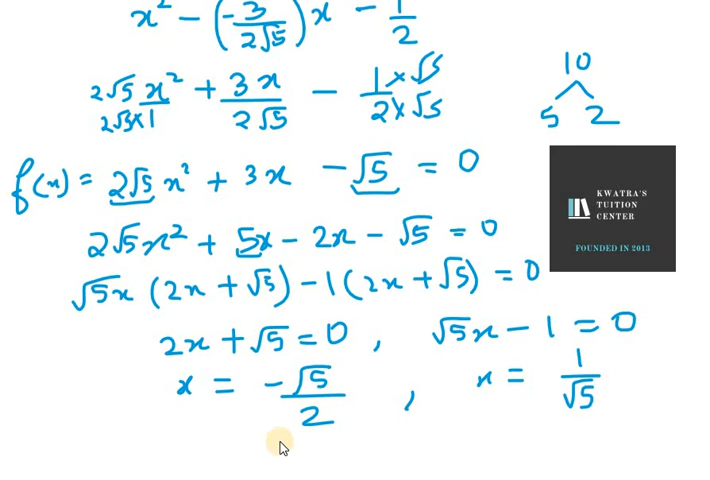 x² − (−3/2√5)x − 1/2
2√5 x²/2√5×1 + 3x/2√5 − 1×√5/2×√5
10
5 2
f(x) = 2√5 x² + 3x − √5 = 0
KWATRA'S
TUITION
CENTER
FOUNDED IN 2013
2√5x² + 5x − 2x − √5 = 0
√5x (2x + √5) − 1(2x + √5) = 0
2x + √5 = 0 , √5x − 1 = 0
x = −√5/2 , x = 1/√5